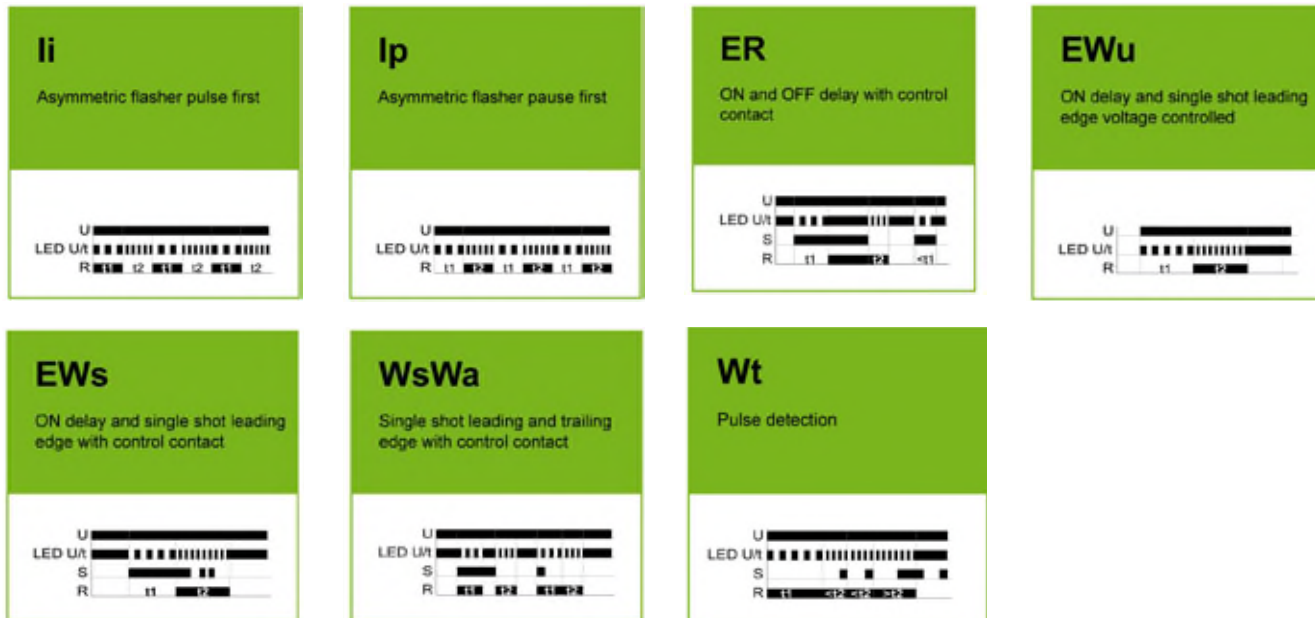 Ii
Asymmetric flasher pulse first
U
LED U/t
R t1 t2 t1 t2 t1 t2
Ip
Asymmetric flasher pause first
U
LED U/t
R t1 t2 t1 t2 t1 t2
ER
ON and OFF delay with control
contact
U
LED U/t
S
R t1 t2 <t1
EWu
ON delay and single shot leading
edge voltage controlled
U
LED U/t
R t1 t2
EWs
ON delay and single shot leading
edge with control contact
U
LED U/t
S
R t1 t2
WsWa
Single shot leading and trailing
edge with control contact
U
LED U/t
S
R t1 t2 t1 t2
Wt
Pulse detection
U
LED U/t
S
R t1 <t2 <t2 >t2